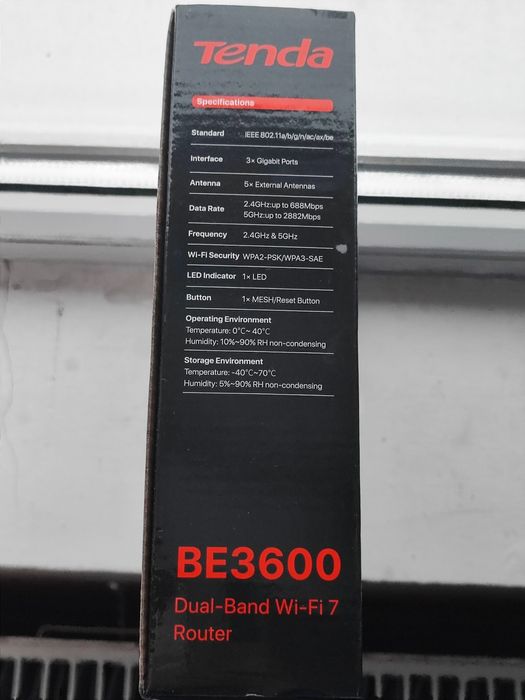 Tenda
Specifications
Standard IEEE 802.11a/b/g/n/ac/ax/be
Interface 3× Gigabit Ports
Antenna 5× External Antennas
Data Rate 2.4GHz:up to 688Mbps
5GHz:up to 2882Mbps
Frequency 2.4GHz & 5GHz
Wi-Fi Security WPA2-PSK/WPA3-SAE
LED Indicator 1× LED
Button 1× MESH/Reset Button
Operating Environment
Temperature: 0℃~ 40℃
Humidity: 10%~90% RH non-condensing
Storage Environment
Temperature: -40℃~70℃
Humidity: 5%~90% RH non-condensing
BE3600
Dual-Band Wi-Fi 7
Router